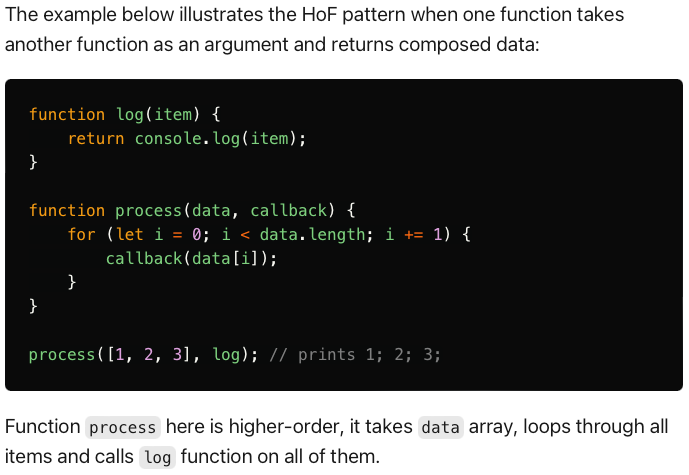 The example below illustrates the HoF pattern when one function takes
another function as an argument and returns composed data:
function log(item) {
    return console.log(item);
}
function process(data, callback) {
    for (let i = 0; i < data.length; i += 1) {
        callback(data[i]);
    }
}
process([1, 2, 3], log); // prints 1; 2; 3;
Function process here is higher-order, it takes data array, loops through all
items and calls log function on all of them.